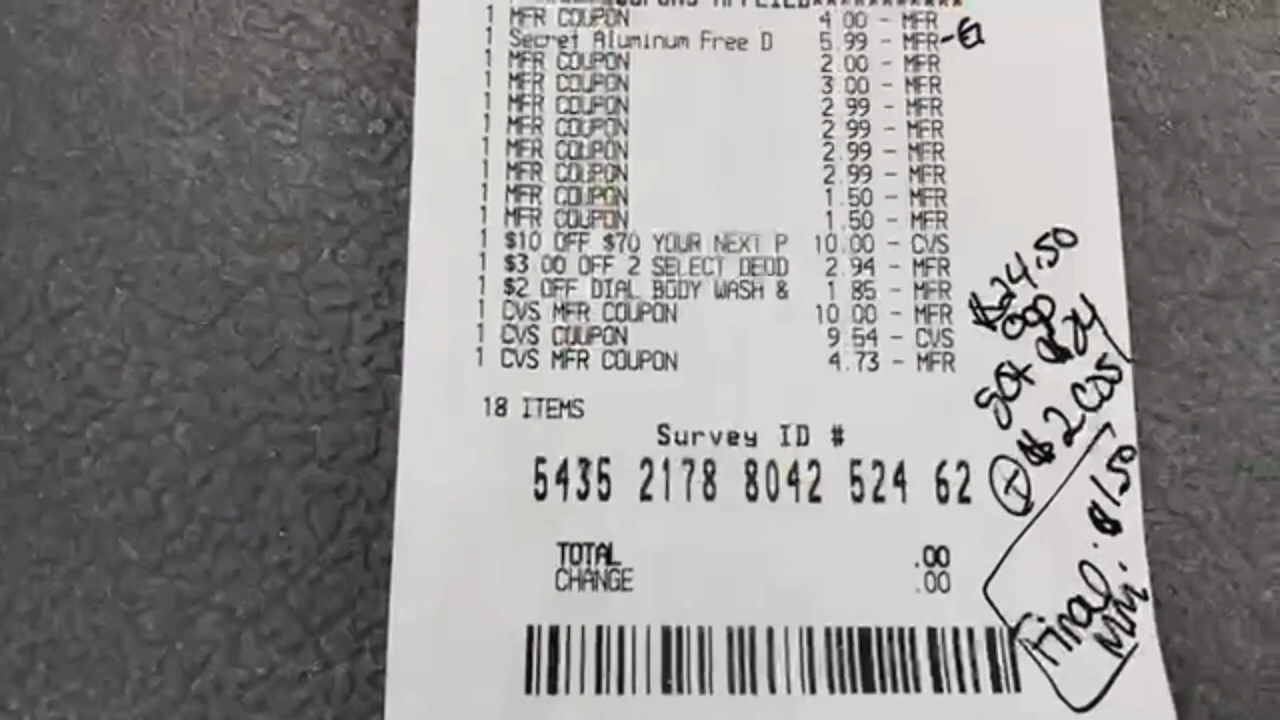 COUPONS APPLIED************
1 MFR COUPON 4.00 - MFR
1 Secret Aluminum Free D 5.99 - MFR
1 MFR COUPON 2.00 - MFR
1 MFR COUPON 3.00 - MFR
1 MFR COUPON 2.99 - MFR
1 MFR COUPON 2.99 - MFR
1 MFR COUPON 2.99 - MFR
1 MFR COUPON 2.99 - MFR
1 MFR COUPON 1.50 - MFR
1 MFR COUPON 1.50 - MFR
1 $10 OFF $70 YOUR NEXT P 10.00 - CVS
1 $3.00 OFF 2 SELECT DEOD 2.94 - MFR
1 $2 OFF DIAL BODY WASH & 1.85 - MFR
1 CVS MFR COUPON 10.00 - MFR
1 CVS COUPON 9.54 - CVS
1 CVS MFR COUPON 4.73 - MFR
18 ITEMS
Survey ID #
5435 2178 8042 524 62
TOTAL .00
CHANGE .00
$24.50
OOP
$2
Final